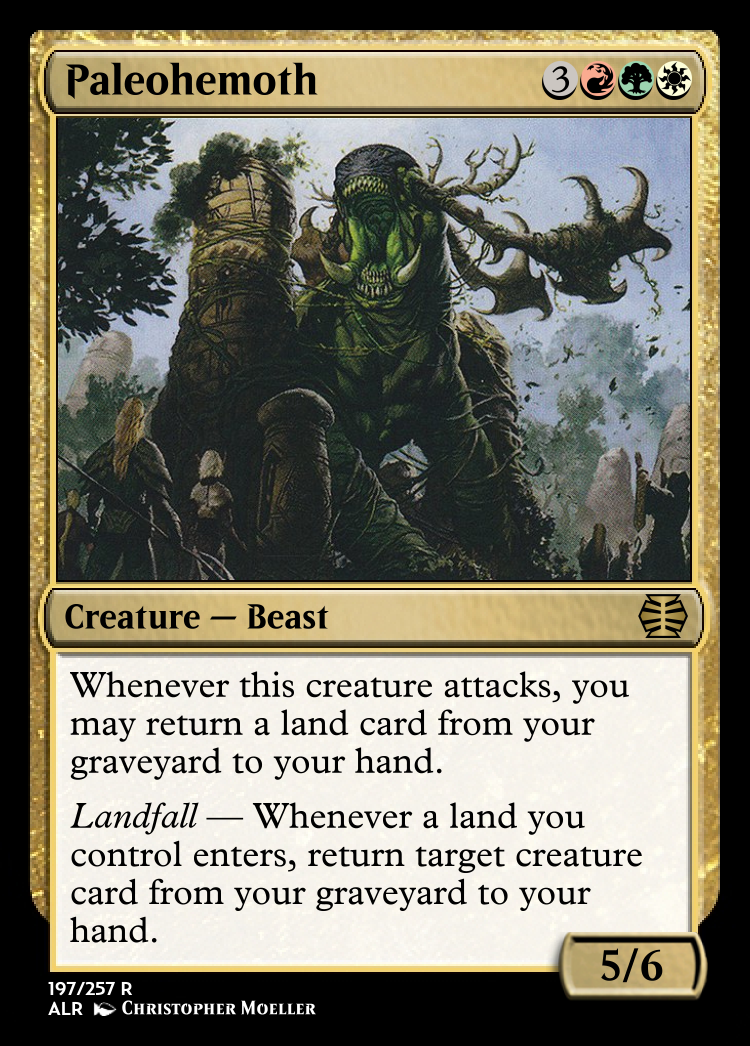 Paleohemoth 3
Creature — Beast
Whenever this creature attacks, you
may return a land card from your
graveyard to your hand.
Landfall — Whenever a land you
control enters, return target creature
card from your graveyard to your
hand.
5/6
197/257 R
ALR Christopher Moeller